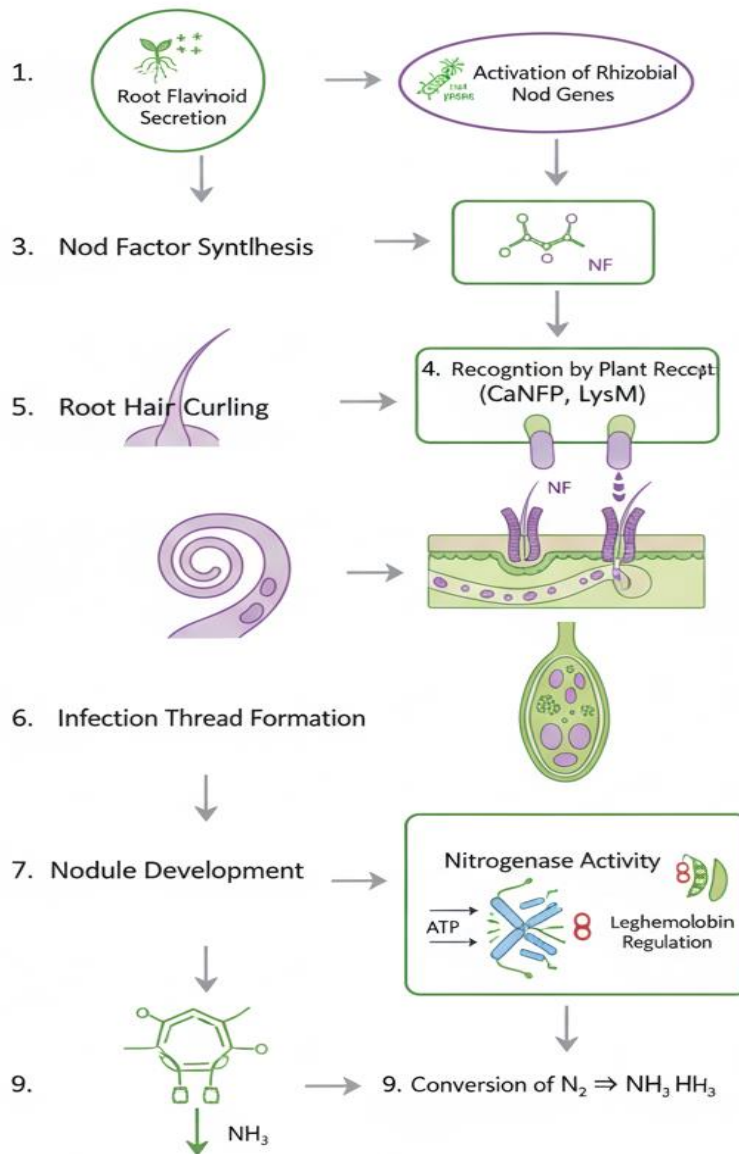 1.
Root Flavinoid
Secretion
Activation of Rhizobial
Nod Genes
3. Nod Factor Syntlhesis
NF
4. Recogntion by Plant
(CaNFP, LysM)
5. Root Hair Curling
NF
6. Infection Thread Formation
7. Nodule Development
Nitrogenase Activity
ATP
Leghemolobin
Regulation
9.
9. Conversion of N₂ ⇒ NH₃ HH₃
NH₃